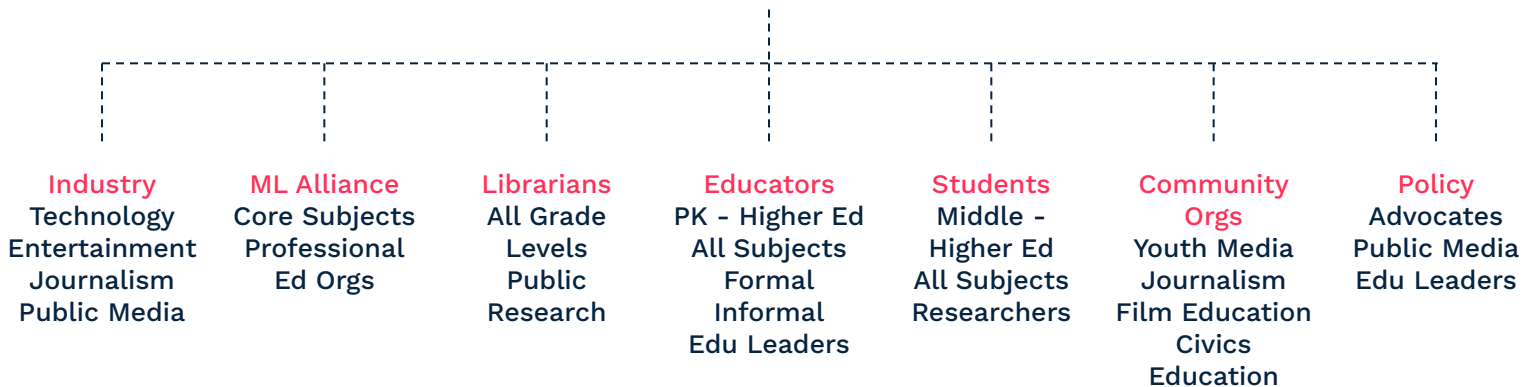 Industry
Technology
Entertainment
Journalism
Public Media
ML Alliance
Core Subjects
Professional
Ed Orgs
Librarians
All Grade
Levels
Public
Research
Educators
PK - Higher Ed
All Subjects
Formal
Informal
Edu Leaders
Students
Middle -
Higher Ed
All Subjects
Researchers
Community
Orgs
Youth Media
Journalism
Film Education
Civics
Education
Policy
Advocates
Public Media
Edu Leaders